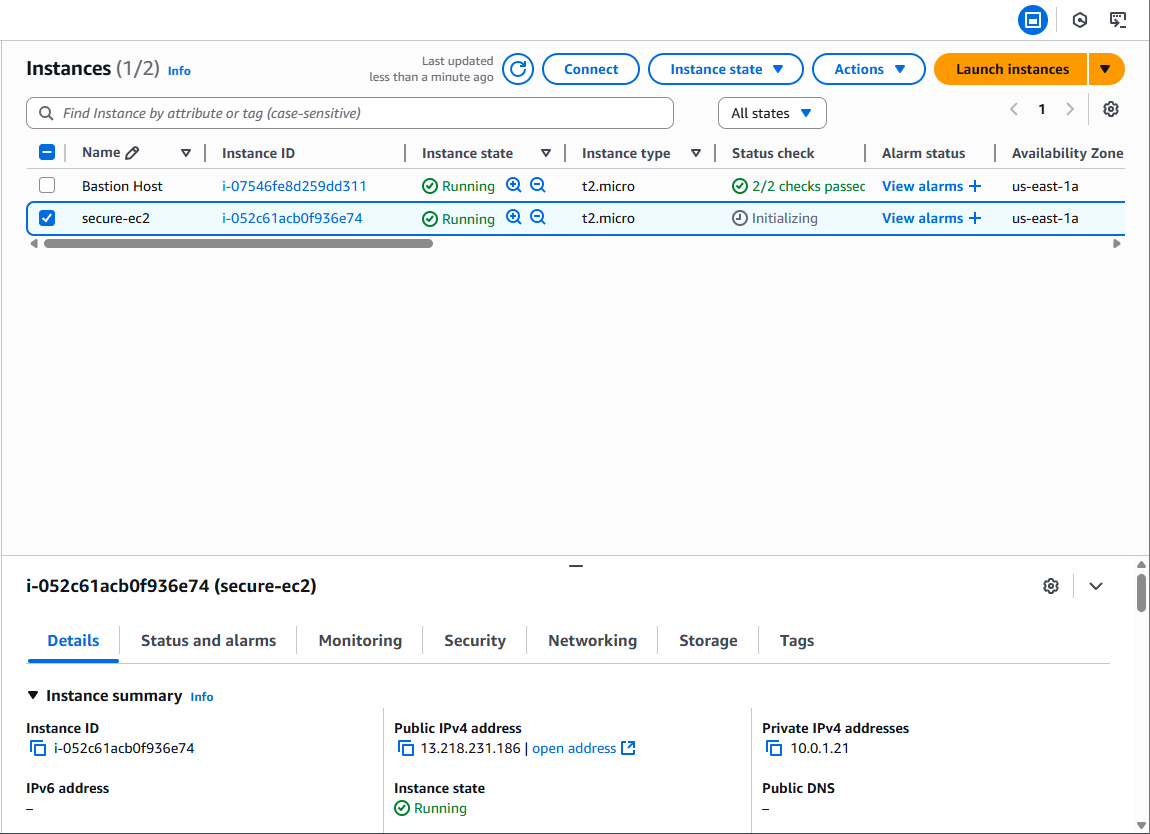 Instances (1/2) Info
Last updated
less than a minute ago
Connect
Instance state
Actions
Launch instances
Find Instance by attribute or tag (case-sensitive)
All states
1
Name Instance ID Instance state Instance type Status check Alarm status Availability Zone
Bastion Host i-07546fe8d259dd311 Running t2.micro 2/2 checks passed View alarms + us-east-1a
secure-ec2 i-052c61acb0f936e74 Running t2.micro Initializing View alarms + us-east-1a
i-052c61acb0f936e74 (secure-ec2)
Details Status and alarms Monitoring Security Networking Storage Tags
Instance summary Info
Instance ID Public IPv4 address Private IPv4 addresses
i-052c61acb0f936e74 13.218.231.186 | open address 10.0.1.21
IPv6 address Instance state Public DNS
– Running –